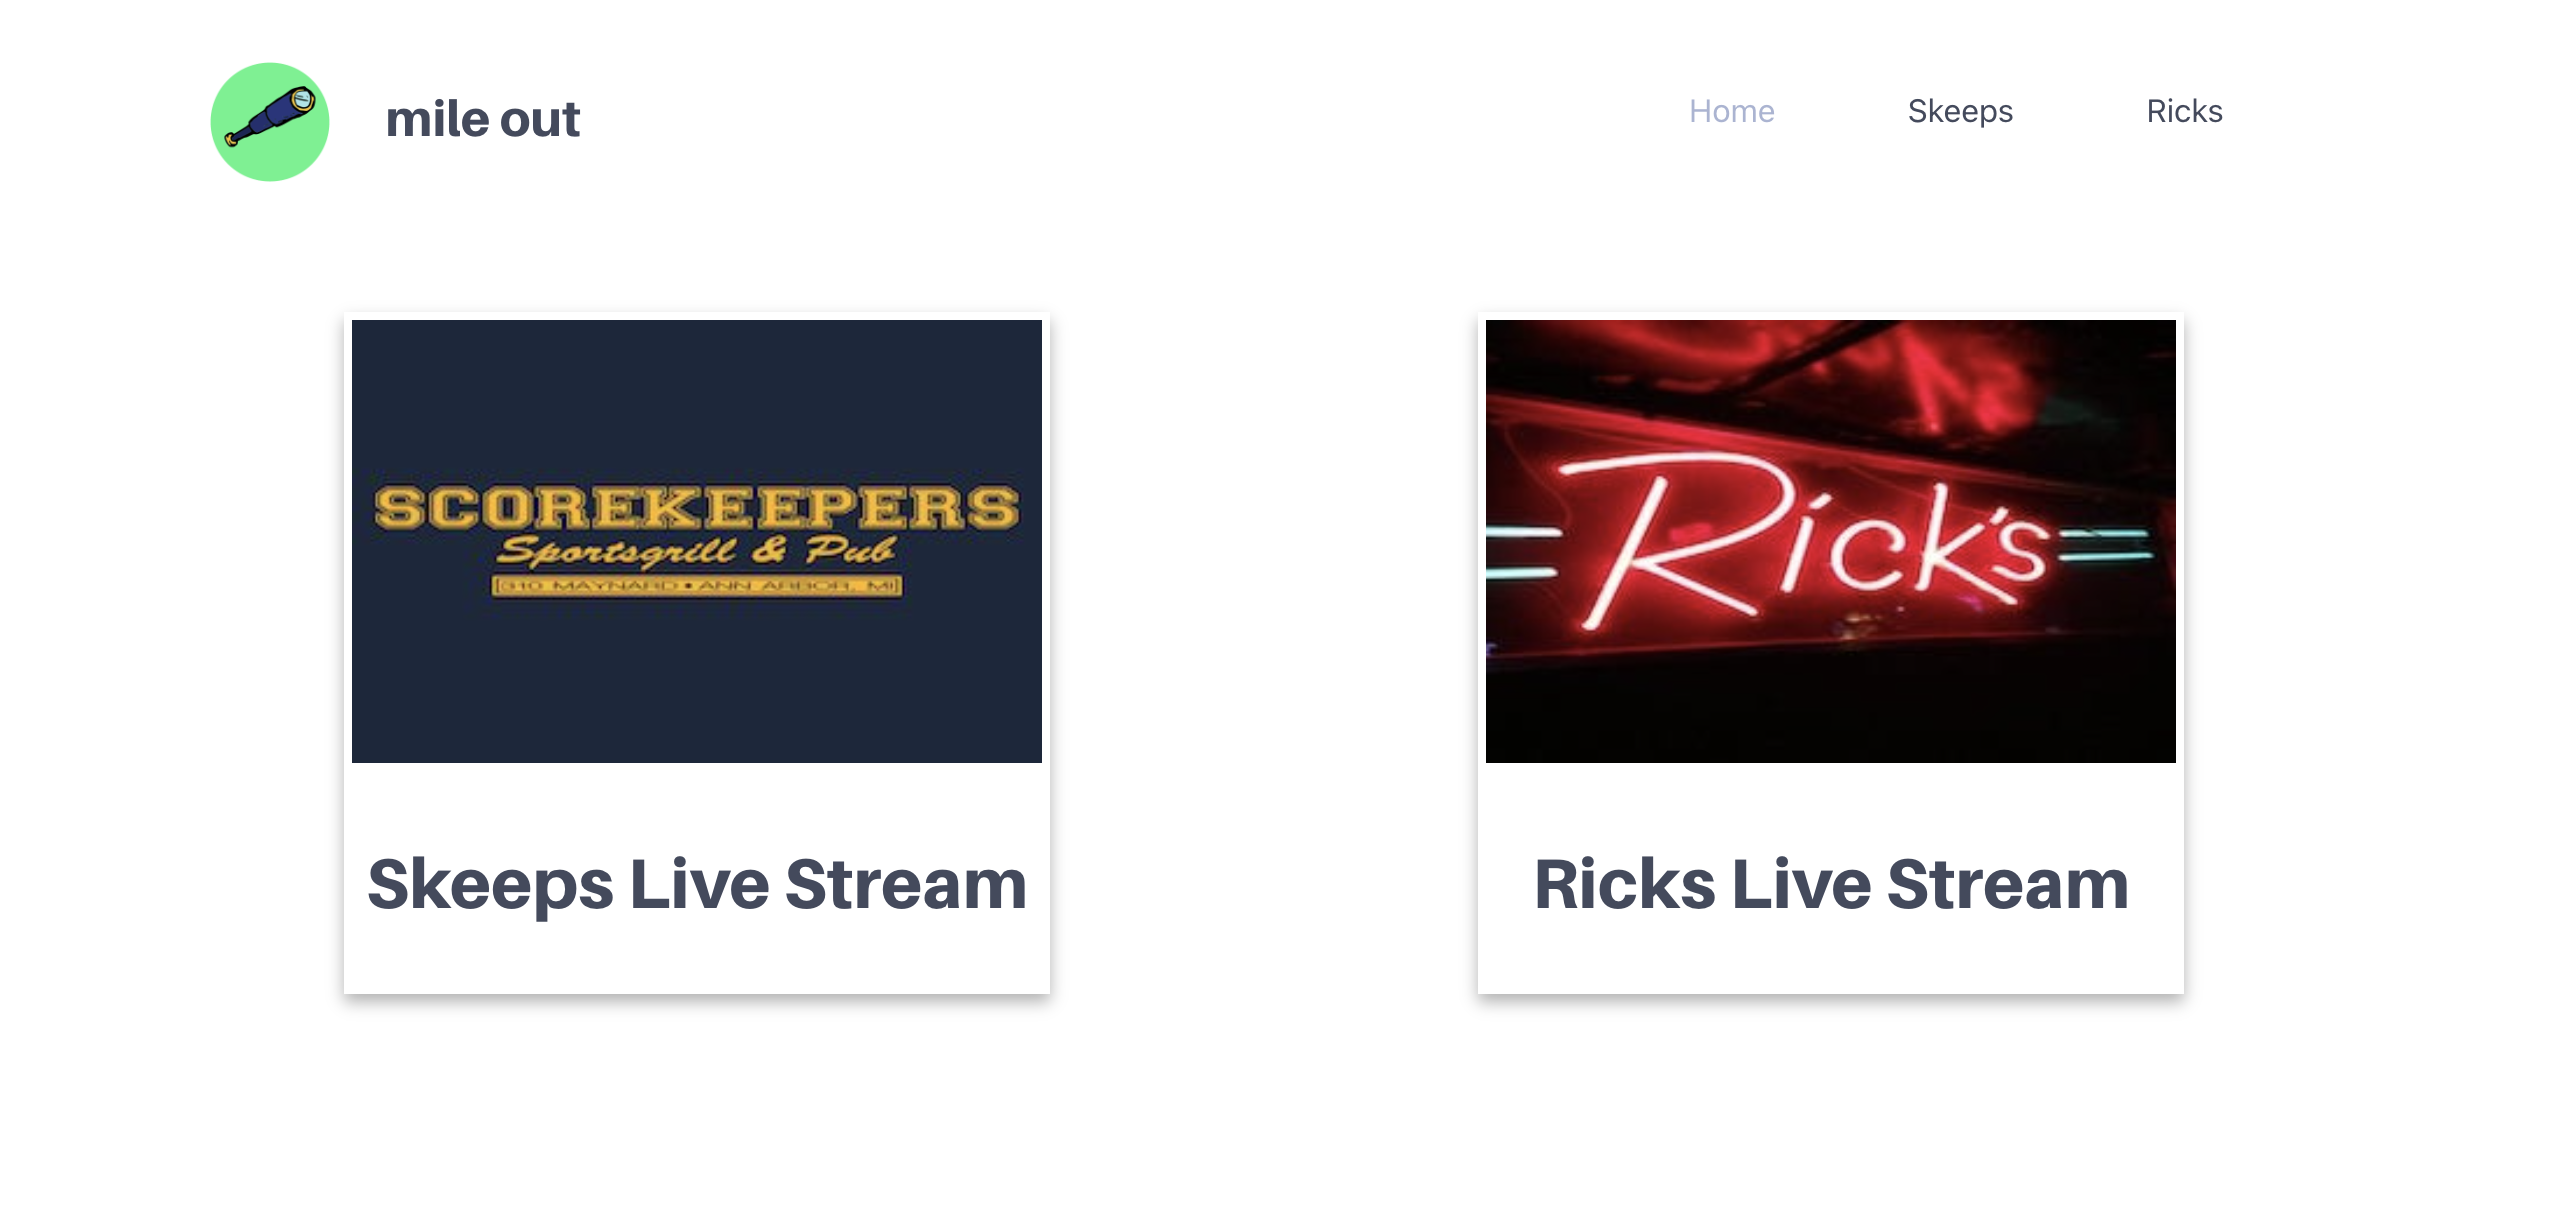 mile out
Home
Skeeps
Ricks
SCOREKEEPERS
Sportsgrill & Pub
310 MAYNARD • ANN ARBOR, MI
Rick's
Skeeps Live Stream
Ricks Live Stream